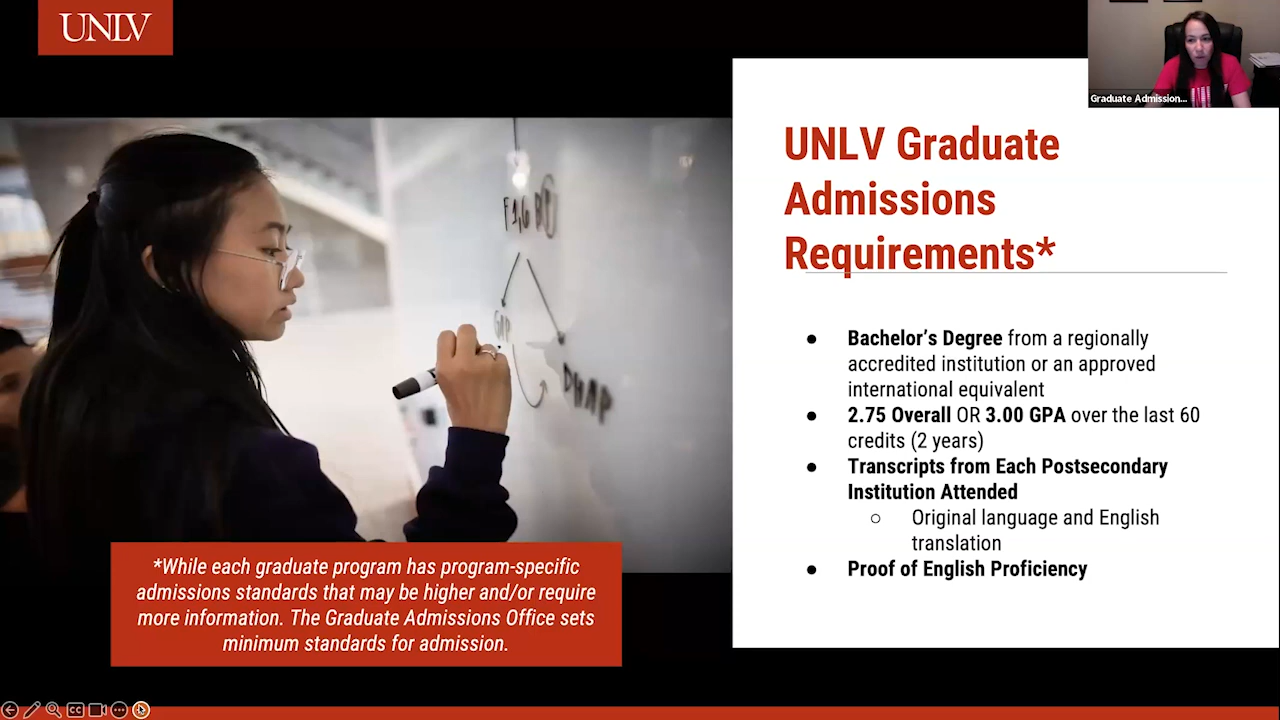 UNLV
Graduate Admission...
UNLV Graduate
Admissions
Requirements*
● Bachelor's Degree from a regionally
accredited institution or an approved
international equivalent
● 2.75 Overall OR 3.00 GPA over the last 60
credits (2 years)
● Transcripts from Each Postsecondary
Institution Attended
○ Original language and English
translation
● Proof of English Proficiency
DHAP
*While each graduate program has program-specific
admissions standards that may be higher and/or require
more information. The Graduate Admissions Office sets
minimum standards for admission.
CC